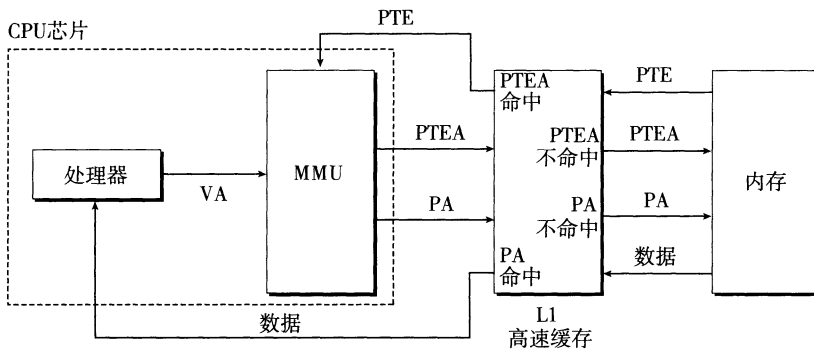 PTE
CPU芯片
PTEA
命中
PTE
PTEA
PTEA
不命中
PTEA
处理器
VA
MMU
内存
PA
PA
不命中
PA
PA
命中
数据
数据
L1
高速缓存